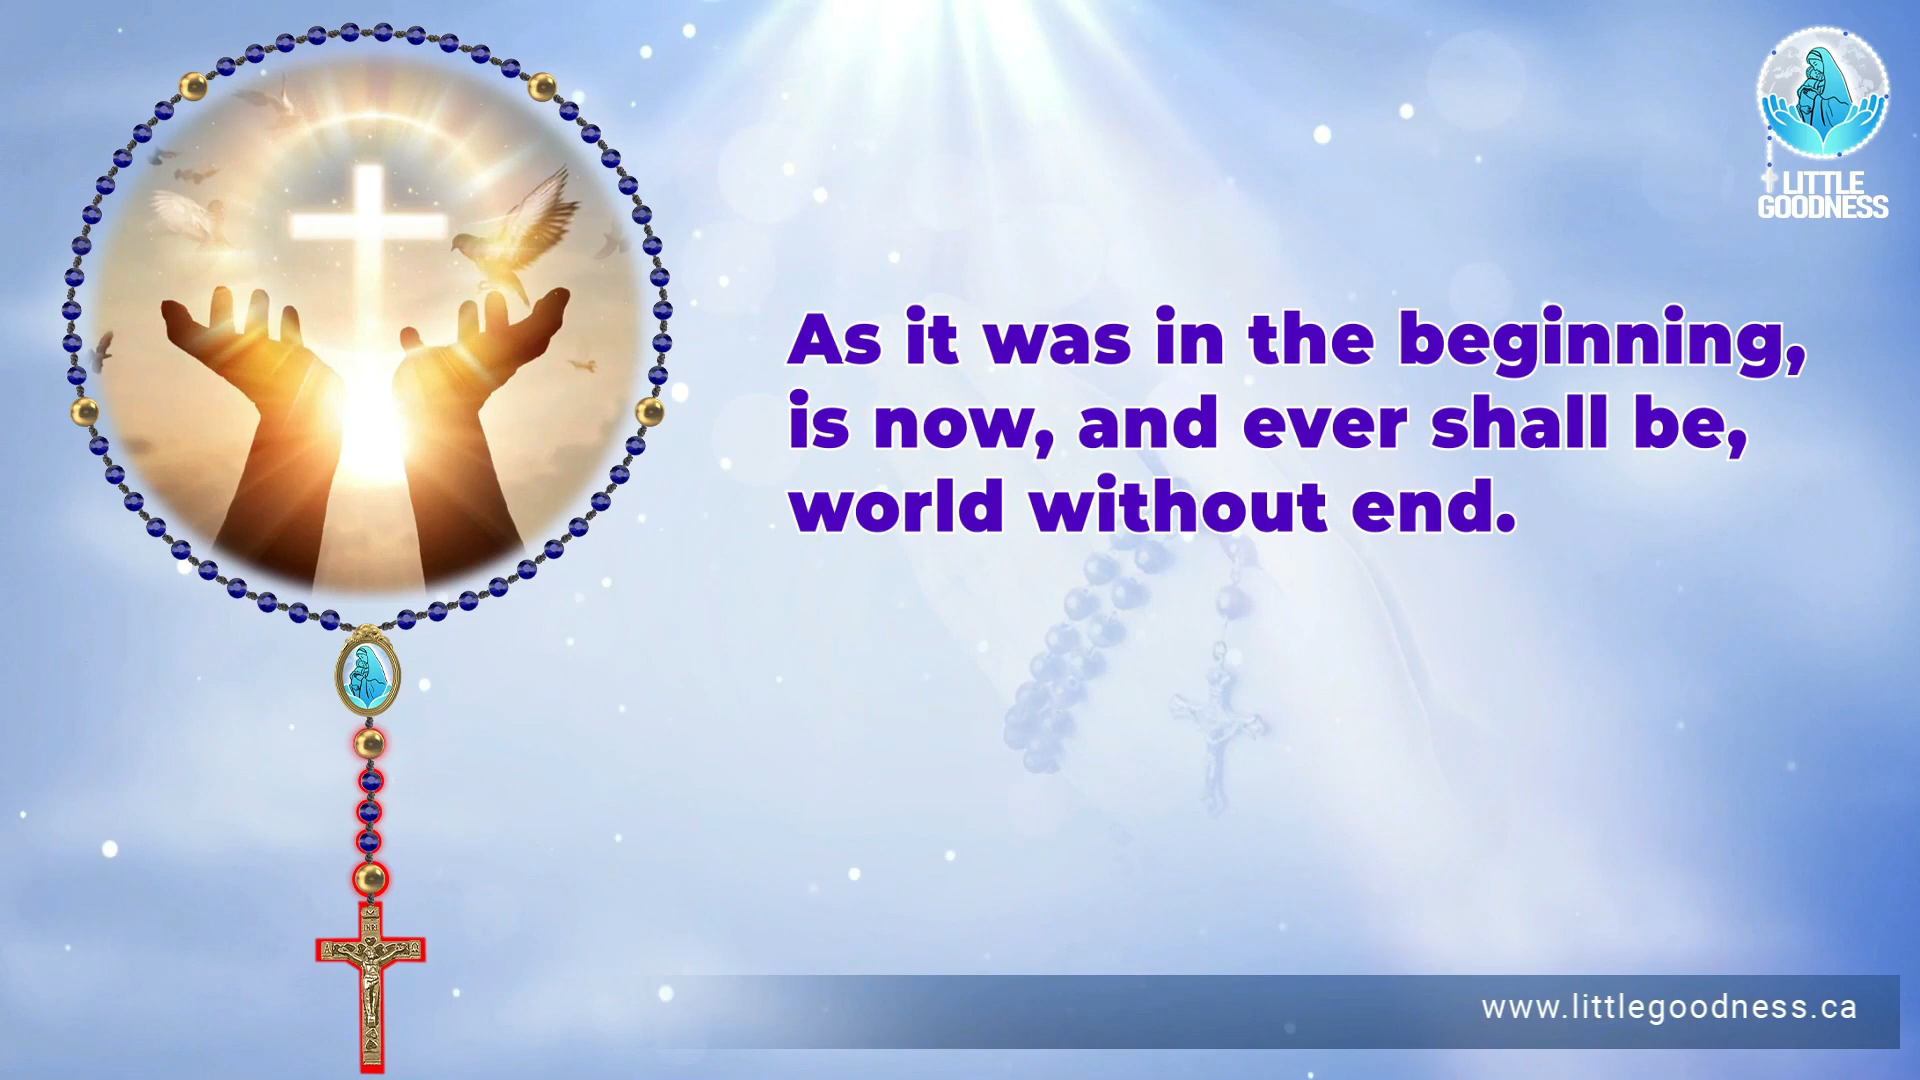 LITTLE
GOODNESS
As it was in the beginning,
is now, and ever shall be,
world without end.
INRI
www.littlegoodness.ca